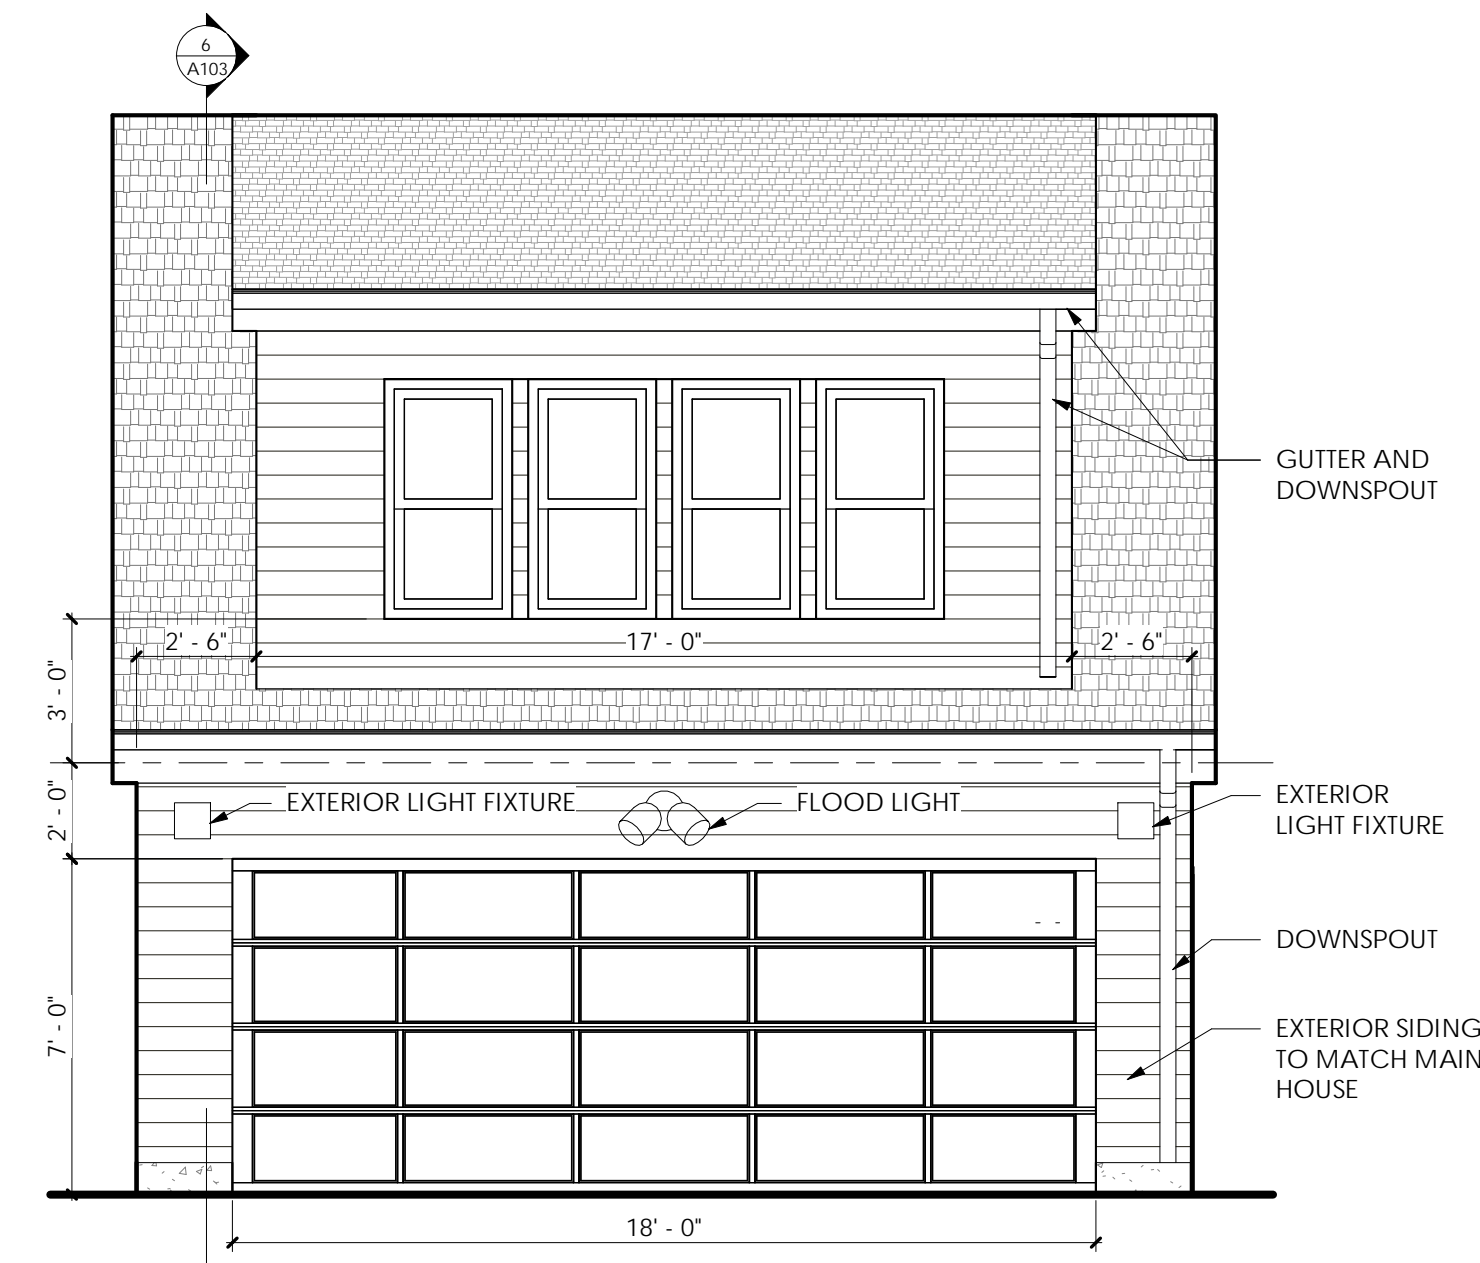 6
A103
GUTTER AND
DOWNSPOUT
2' - 6"
17' - 0"
2' - 6"
3' - 0"
2' - 0"
EXTERIOR LIGHT FIXTURE
FLOOD LIGHT
EXTERIOR
LIGHT FIXTURE
DOWNSPOUT
7' - 0"
EXTERIOR SIDING
TO MATCH MAIN
HOUSE
18' - 0"